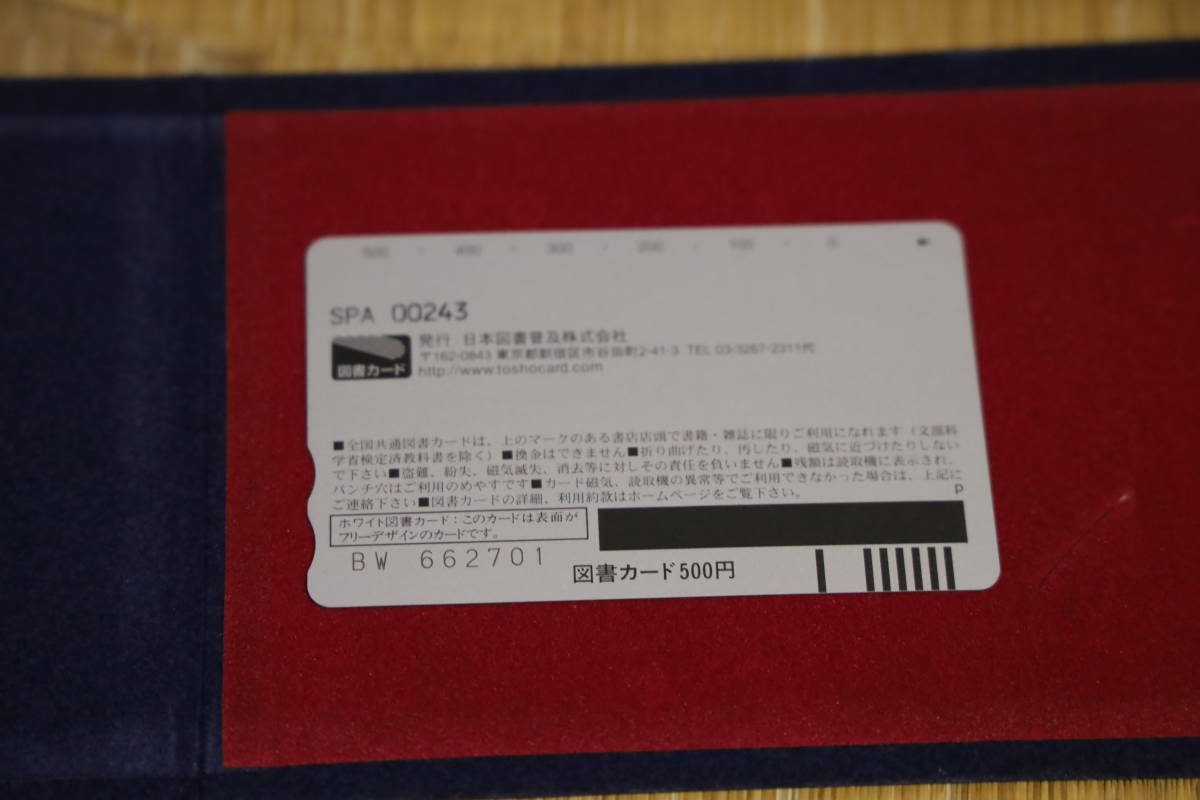 500 ・ 400 ・ 300 ・ 200 ・ 100 ・ 0
SPA 00243
発行 日本図書普及株式会社
〒162-0843 東京都新宿区市谷田町2-41-3 TEL 03-3267-2311代
図書カード
http://www.toshocard.com
■全国共通図書カードは、上のマークのある書店店頭で書籍・雑誌に限りご利用になれます（文部科
学省検定済教科書を除く）■換金はできません■折り曲げたり、汚したり、磁気に近づけたりしない
で下さい■盗難、紛失、磁気減失、消去等に対しその責任を負いません■残額は読取機に表示され、
パンチ穴はご利用のめやすです■カード磁気、読取機の異常等でご利用できなかった場合は、上記に
ご連絡下さい■図書カードの詳細、利用約款はホームページをご覧下さい。
P
ホワイト図書カード：このカードは表面が
フリーデザインのカードです。
BW 662701
図書カード500円